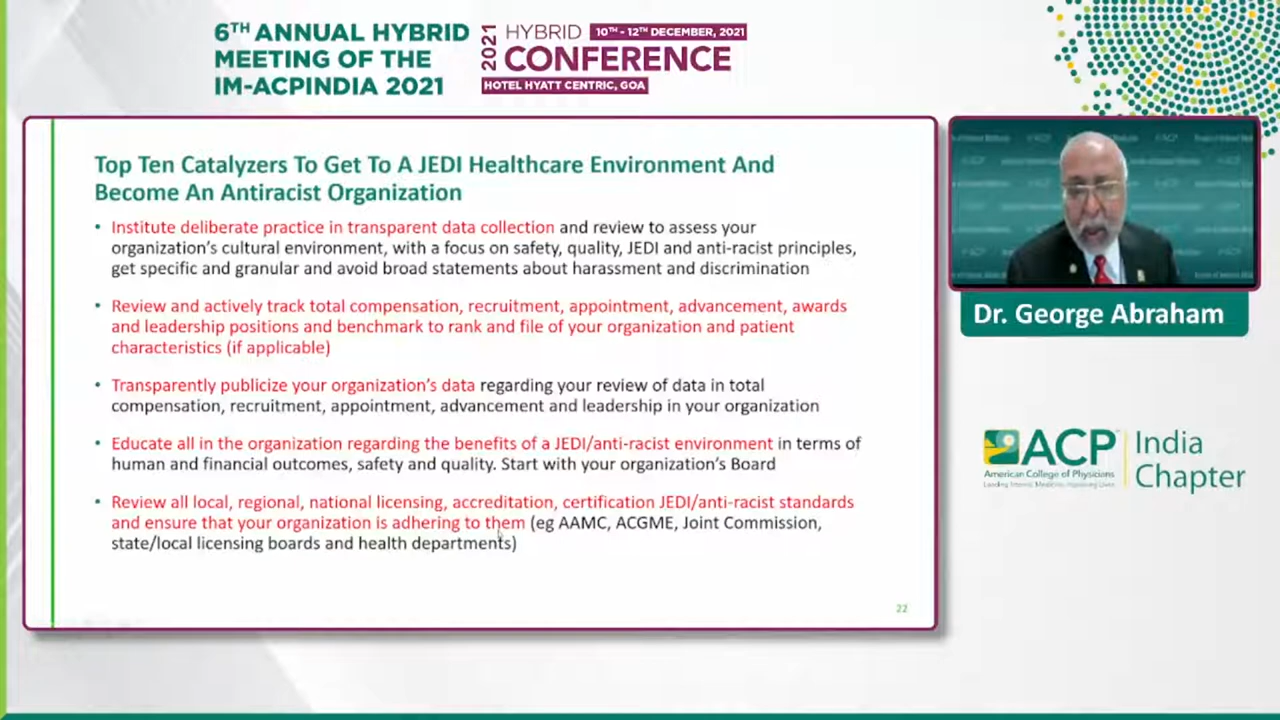 6TH ANNUAL HYBRID
MEETING OF THE
IM-ACPINDIA 2021
2021
HYBRID
10TH - 12TH DECEMBER, 2021
CONFERENCE
HOTEL HYATT CENTRIC, GOA
Top Ten Catalyzers To Get To A JEDI Healthcare Environment And
Become An Antiracist Organization
• Institute deliberate practice in transparent data collection and review to assess your
organization's cultural environment, with a focus on safety, quality, JEDI and anti-racist principles,
get specific and granular and avoid broad statements about harassment and discrimination
• Review and actively track total compensation, recruitment, appointment, advancement, awards
and leadership positions and benchmark to rank and file of your organization and patient
characteristics (if applicable)
• Transparently publicize your organization's data regarding your review of data in total
compensation, recruitment, appointment, advancement and leadership in your organization
• Educate all in the organization regarding the benefits of a JEDI/anti-racist environment in terms of
human and financial outcomes, safety and quality. Start with your organization's Board
• Review all local, regional, national licensing, accreditation, certification JEDI/anti-racist standards
and ensure that your organization is adhering to them (eg AAMC, ACGME, Joint Commission,
state/local licensing boards and health departments)
22
ACP
Dr. George Abraham
ACP
American College of Physicians
Leading Internal Medicine, Improving Lives
India
Chapter